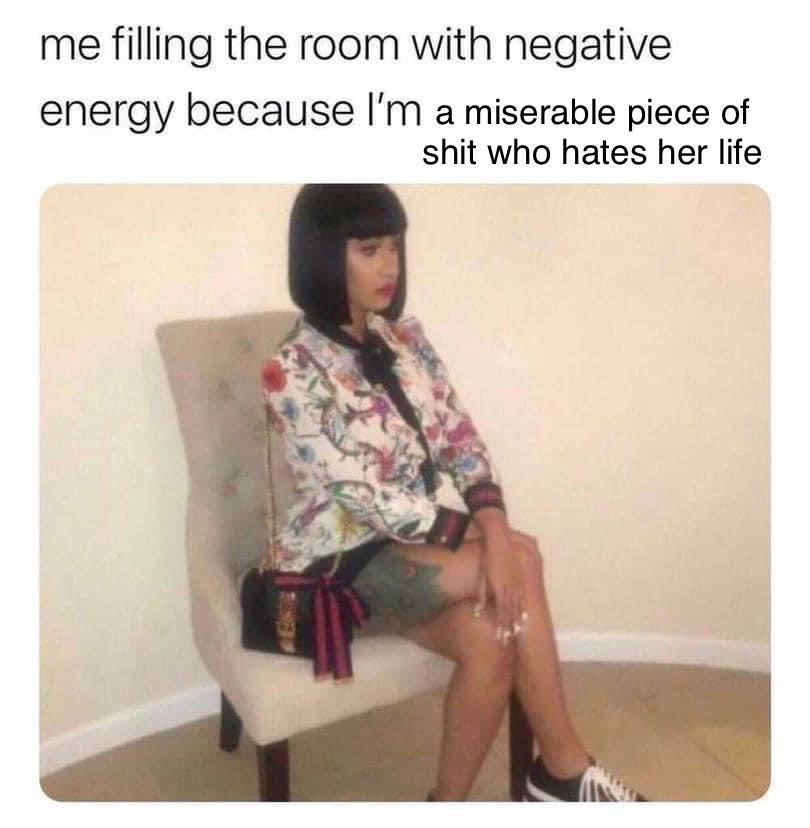 me filling the room with negative
energy because I'm a miserable piece of
shit who hates her life